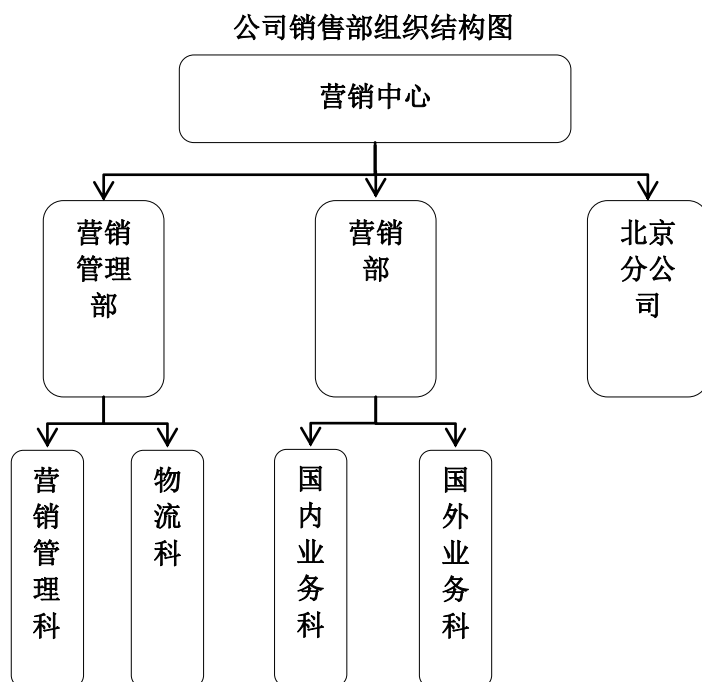 公司销售部组织结构图
营销中心
营销
管理
部
营销
部
北京
分公
司
营
销
管
理
科
物
流
科
国
内
业
务
科
国
外
业
务
科